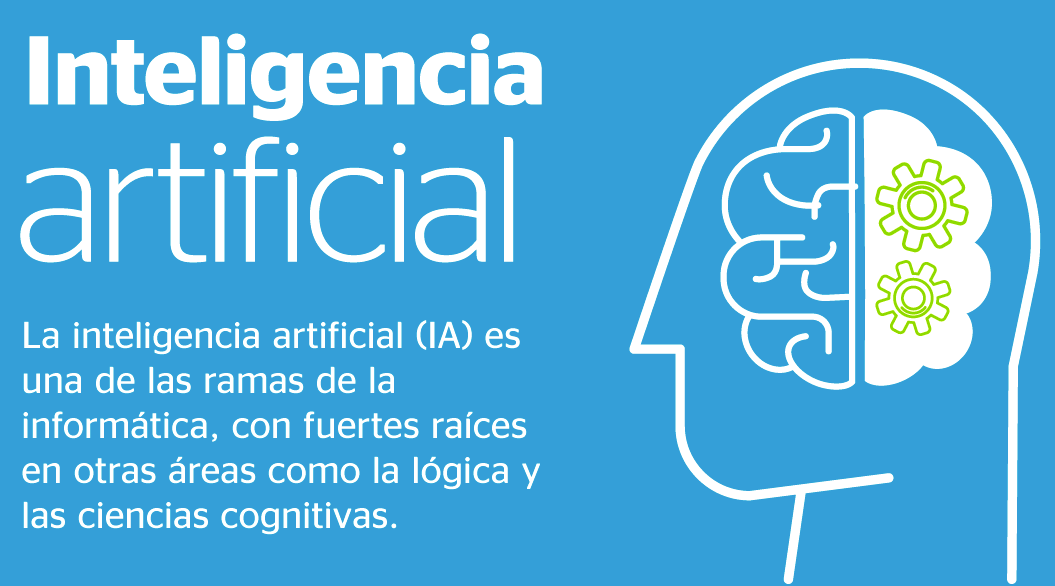 Inteligencia
artificial
La inteligencia artificial (IA) es
una de las ramas de la
informática, con fuertes raíces
en otras áreas como la lógica y
las ciencias cognitivas.